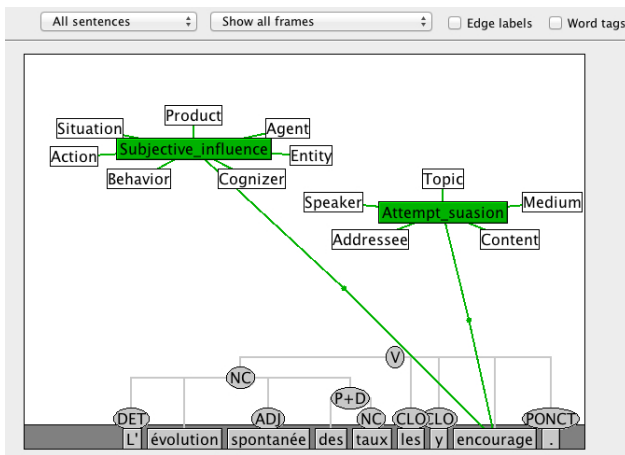 All sentences Show all frames Edge labels Word tags
Product
Situation Agent
Subjective_influence
Action Entity
Behavior Cognizer
Topic
Speaker Medium
Attempt_suasion
Addressee Content
V
NC
P+D
DET ADJ NC CLO CLO PONCT
L' évolution spontanée des taux les y encourage .